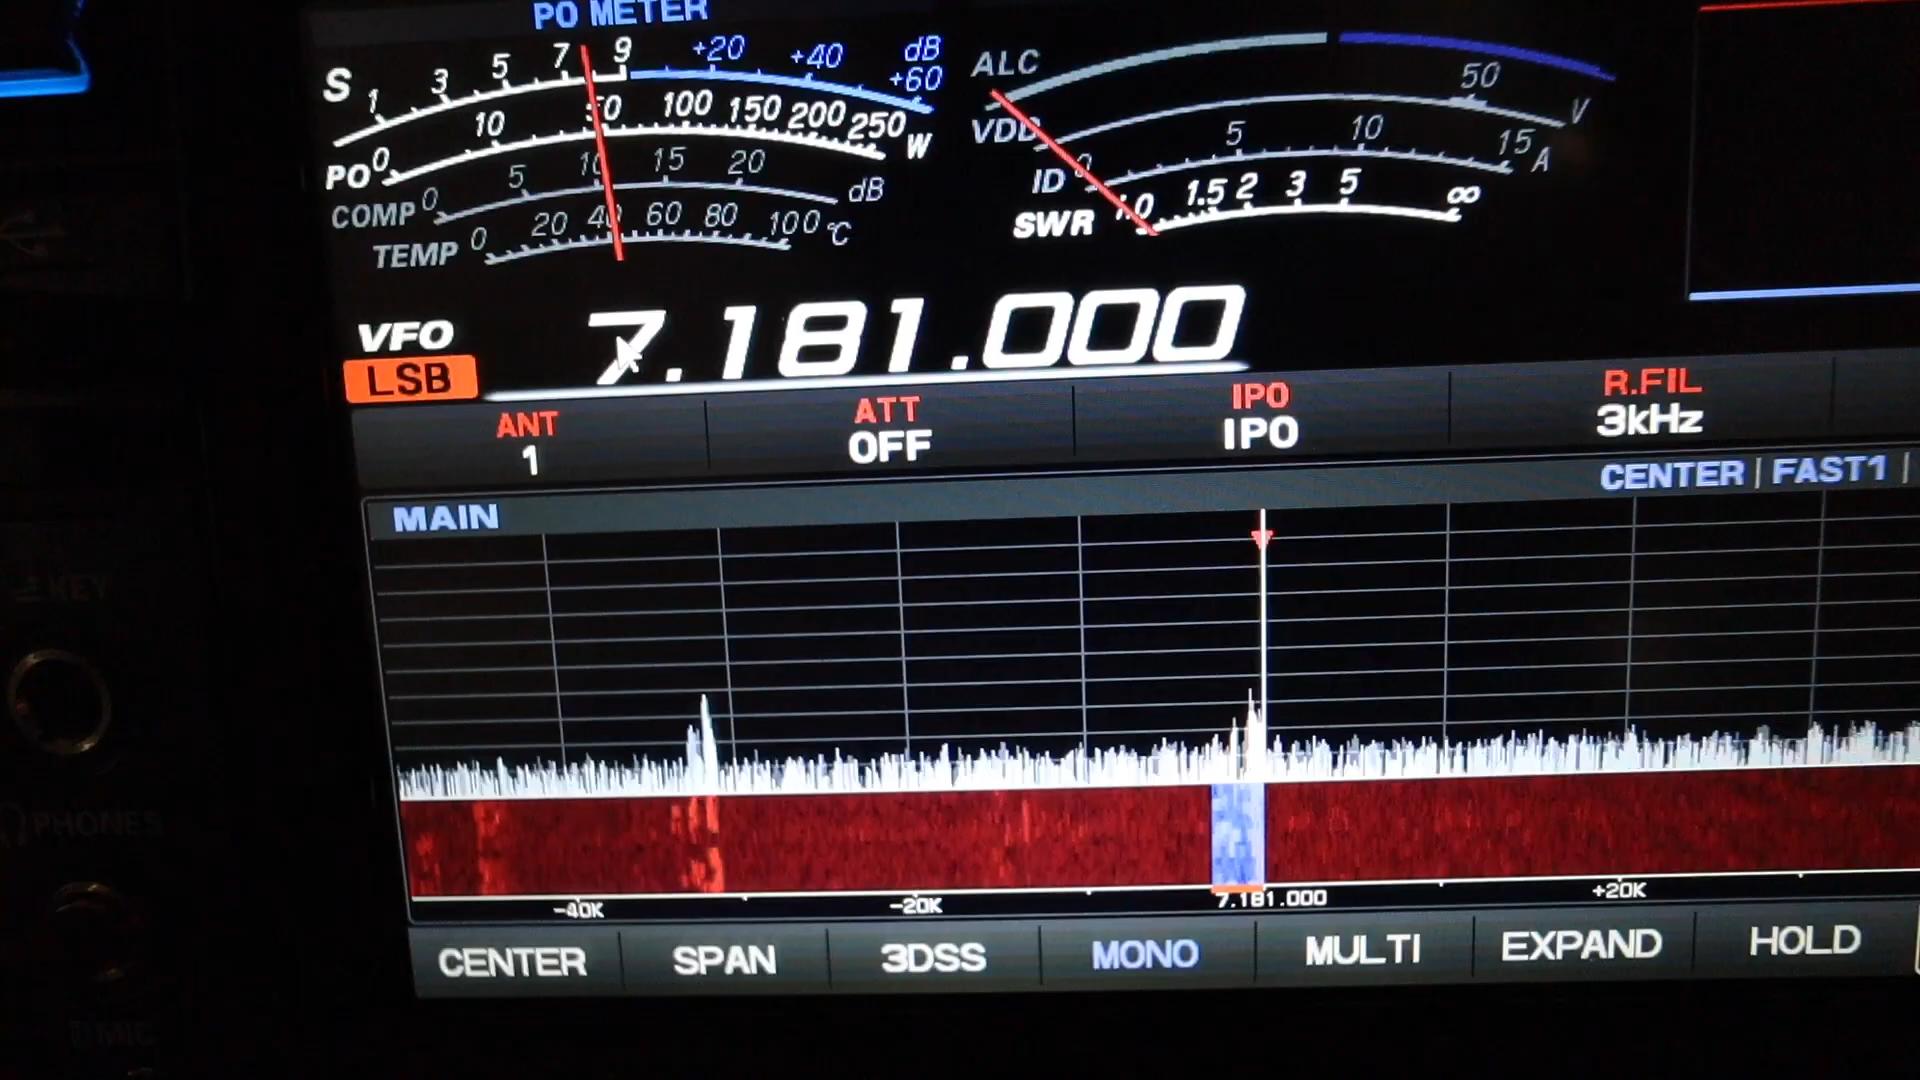 PO METER
S 1 3 5 7 9 +20 +40 +60 dB
PO 0 10 50 100 150 200 250 W
COMP 0 5 10 15 20 dB
TEMP 0 20 40 60 80 100 °C
ALC
VDD 50 V
ID 0 5 10 15 A
SWR 1.0 1.5 2 3 5 ∞
VFO
LSB
7.181.000
ANT ATT IPO R.FIL
1 OFF IPO 3kHz
CENTER | FAST1 |
MAIN
-40K -20K 7.181.000 +20K
CENTER SPAN 3DSS MONO MULTI EXPAND HOLD
KEY
PHONES
MIC